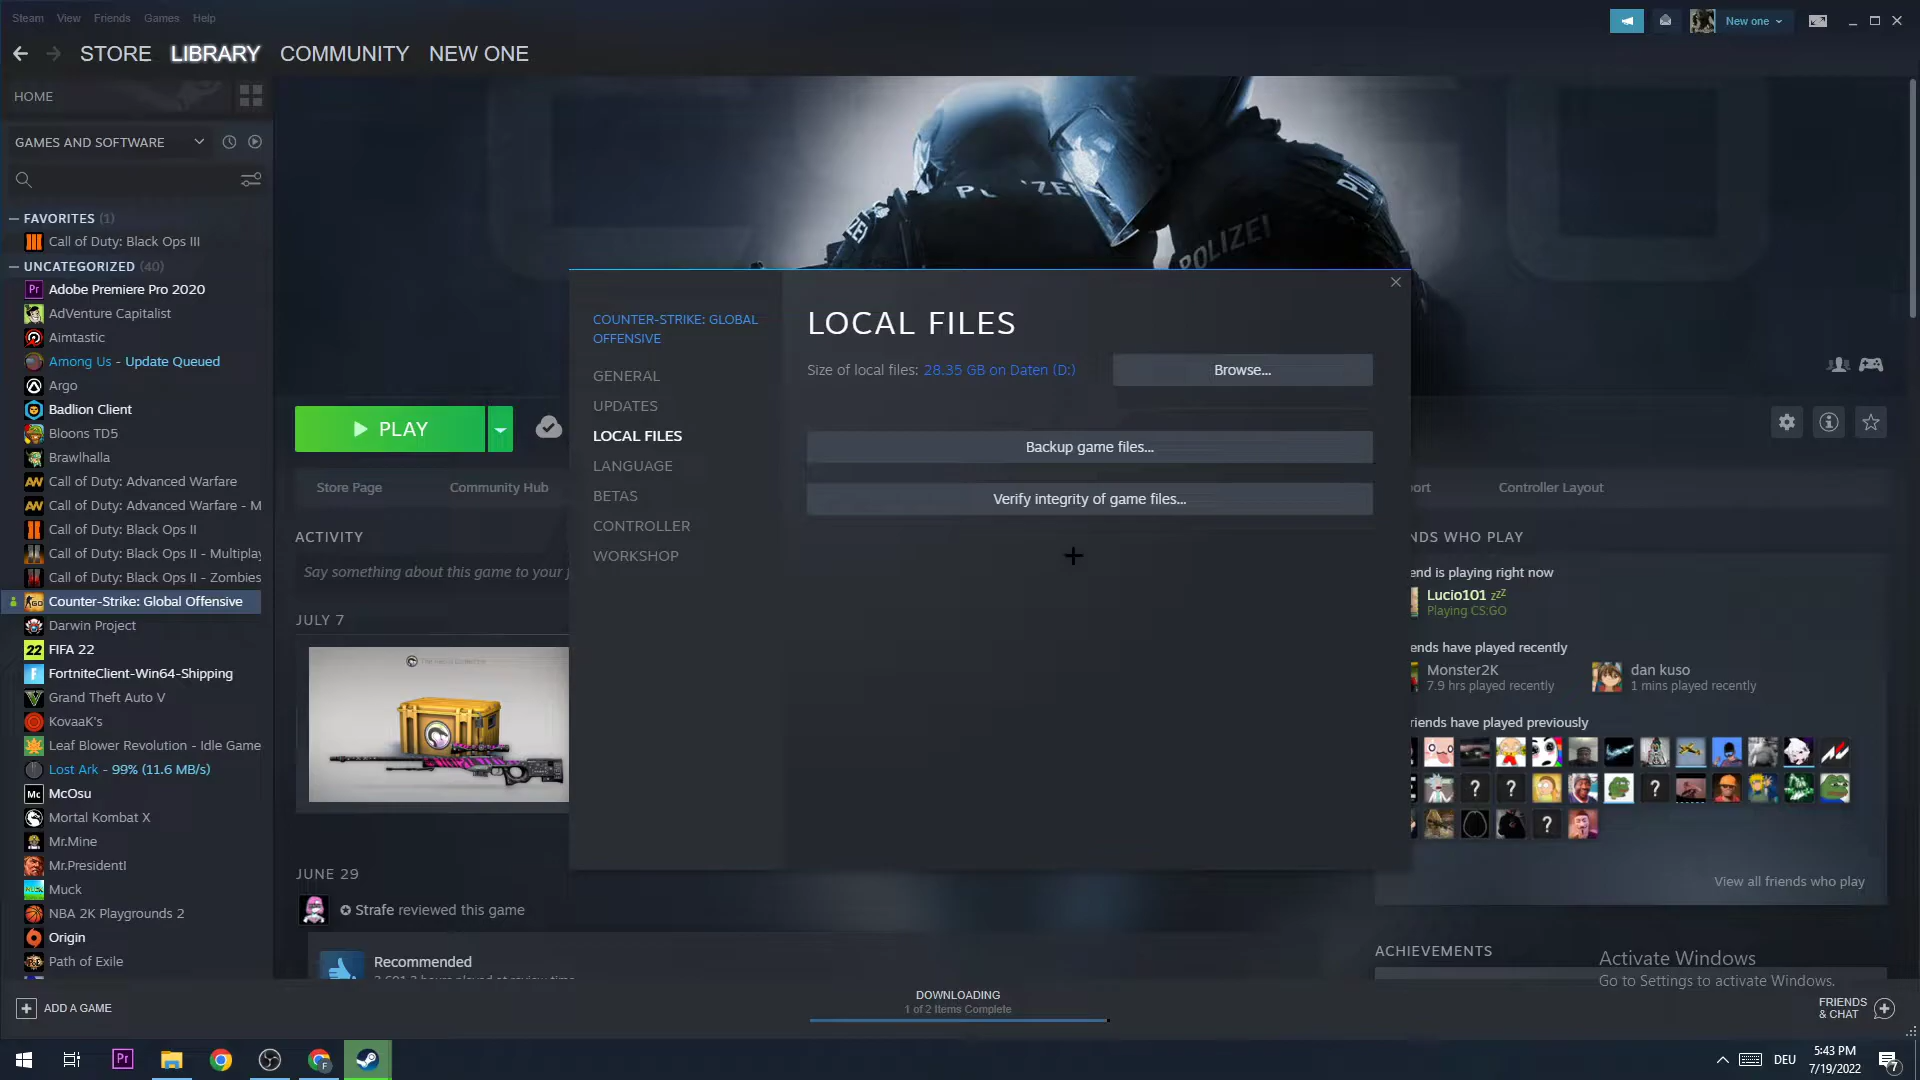 Steam View Friends Games Help
New one
STORE LIBRARY COMMUNITY NEW ONE
HOME
GAMES AND SOFTWARE
FAVORITES (1)
Call of Duty: Black Ops III
UNCATEGORIZED (40)
Adobe Premiere Pro 2020
AdVenture Capitalist
Aimtastic
Among Us - Update Queued
Argo
Badlion Client
Bloons TD5
Brawlhalla
Call of Duty: Advanced Warfare
Call of Duty: Advanced Warfare - M
Call of Duty: Black Ops II
Call of Duty: Black Ops II - Multiplay
Call of Duty: Black Ops II - Zombies
Counter-Strike: Global Offensive
Darwin Project
FIFA 22
FortniteClient-Win64-Shipping
Grand Theft Auto V
KovaaK's
Leaf Blower Revolution - Idle Game
Lost Ark - 99% (11.6 MB/s)
McOsu
Mortal Kombat X
Mr.Mine
Mr.PresidentI
Muck
NBA 2K Playgrounds 2
Origin
Path of Exile
ADD A GAME
POLIZEI
PLAY
Store Page Community Hub
ACTIVITY
Say something about this game to your f
JULY 7
JUNE 29
Strafe reviewed this game
Recommended
COUNTER-STRIKE: GLOBAL
OFFENSIVE
GENERAL
UPDATES
LOCAL FILES
LANGUAGE
BETAS
CONTROLLER
WORKSHOP
LOCAL FILES
Size of local files: 28.35 GB on Daten (D:)
Browse...
Backup game files...
Verify integrity of game files...
ort Controller Layout
NDS WHO PLAY
end is playing right now
Lucio101 zzz
Playing CS:GO
ends have played recently
Monster2K
7.9 hrs played recently
dan kuso
1 mins played recently
riends have played previously
View all friends who play
ACHIEVEMENTS
Activate Windows
Go to Settings to activate Windows.
DOWNLOADING
1 of 2 Items Complete
FRIENDS
& CHAT
DEU
5:43 PM
7/19/2022
7